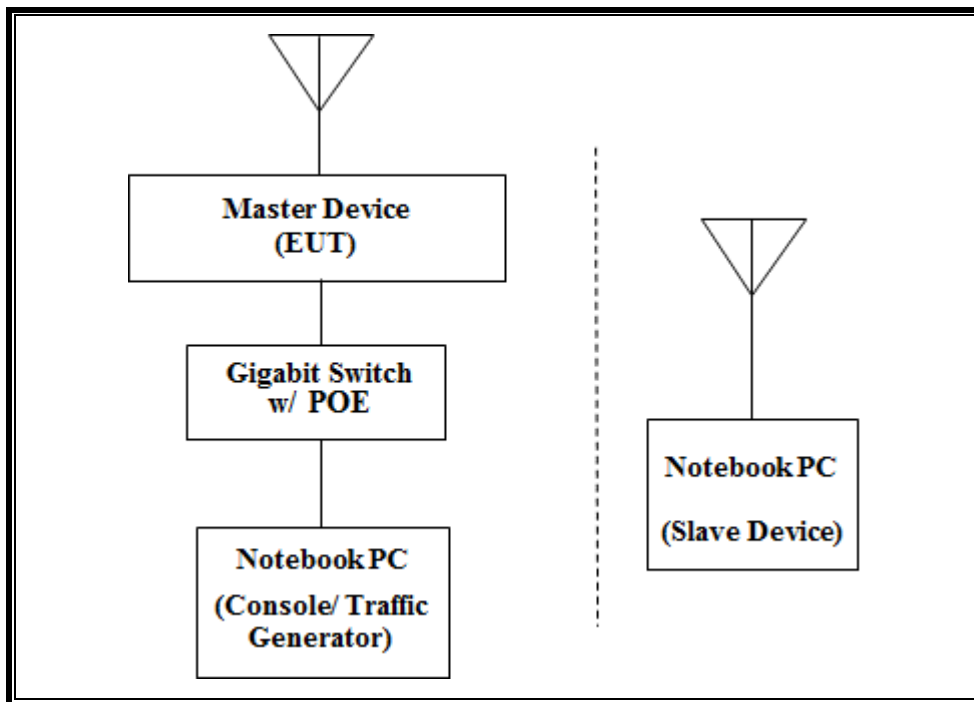 Master Device
(EUT)
Gigabit Switch
w/ POE
Notebook PC
(Console/ Traffic
Generator)
Notebook PC
(Slave Device)